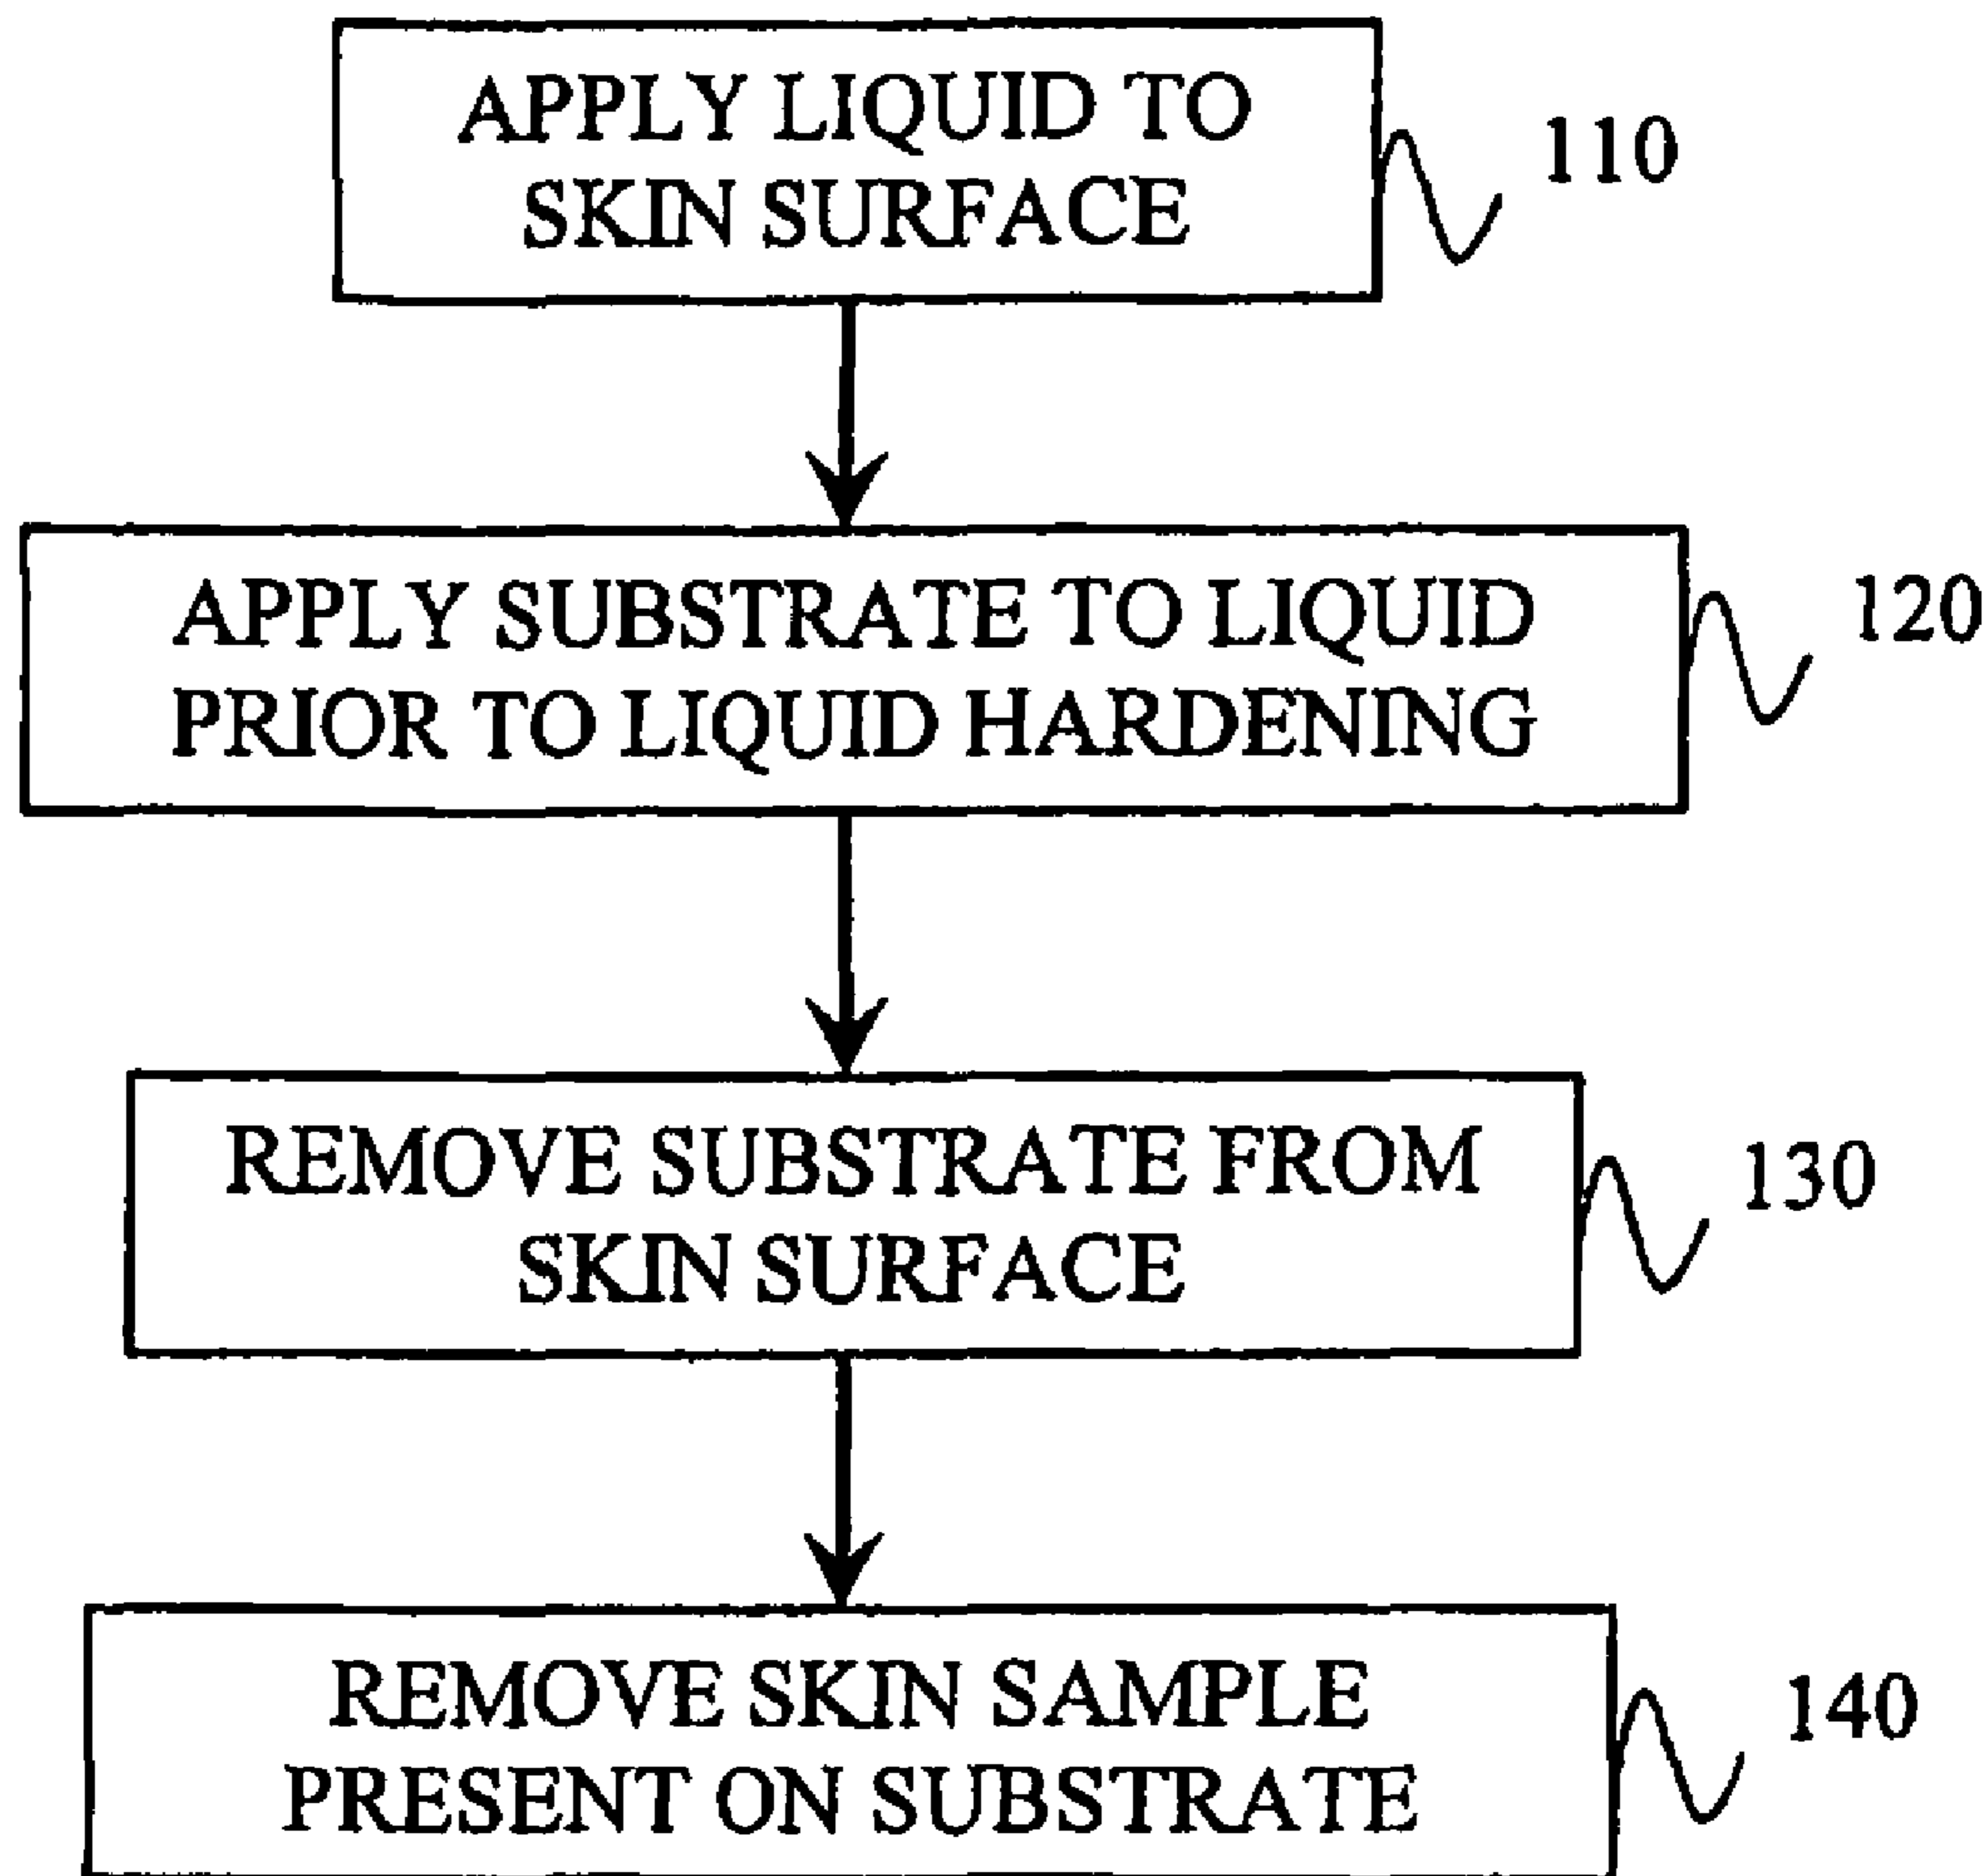 APPLY LIQUID TO
SKIN SURFACE
110
APPLY SUBSTRATE TO LIQUID
PRIOR TO LIQUID HARDENING
120
REMOVE SUBSTRATE FROM
SKIN SURFACE
130
REMOVE SKIN SAMPLE
PRESENT ON SUBSTRATE
140